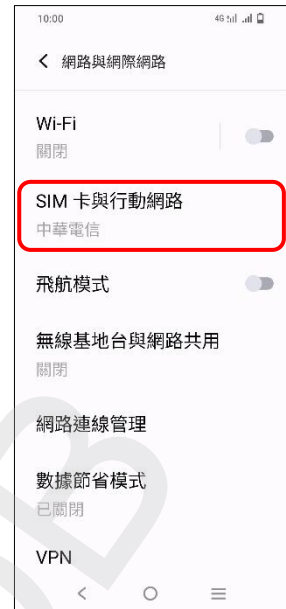 10:00
4G
網路與網際網路
Wi-Fi
關閉
SIM 卡與行動網路
中華電信
飛航模式
無線基地台與網路共用
關閉
網路連線管理
數據節省模式
已關閉
VPN